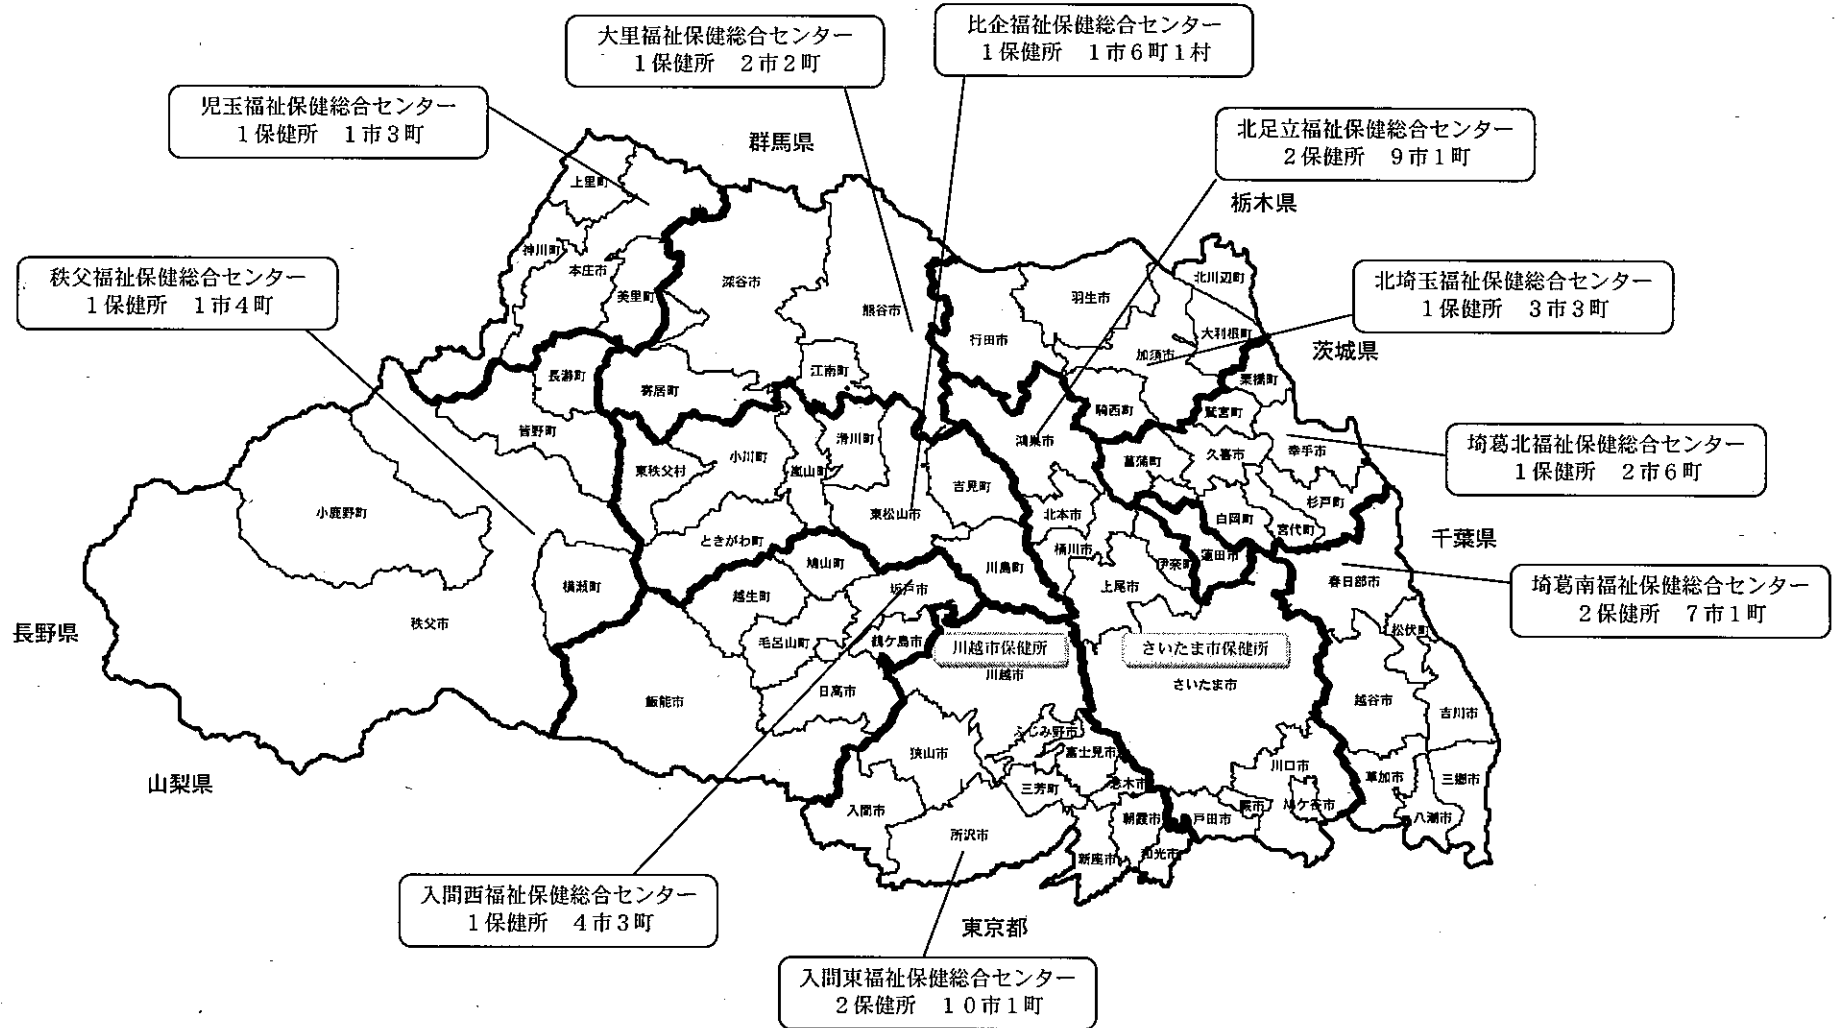 大里福祉保健総合センター
1保健所　2市2町
比企福祉保健総合センター
1保健所　1市6町1村
児玉福祉保健総合センター
1保健所　1市3町
北足立福祉保健総合センター
2保健所　9市1町
秩父福祉保健総合センター
1保健所　1市4町
北埼玉福祉保健総合センター
1保健所　3市3町
埼葛北福祉保健総合センター
1保健所　2市6町
埼葛南福祉保健総合センター
2保健所　7市1町
入間西福祉保健総合センター
1保健所　4市3町
入間東福祉保健総合センター
2保健所　10市1町
群馬県
栃木県
茨城県
千葉県
長野県
山梨県
東京都
上里町
神川町
本庄市
美里町
深谷市
熊谷市
江南町
寄居町
長瀞町
皆野町
小鹿野町
秩父市
横瀬町
東秩父村
小川町
嵐山町
滑川町
吉見町
東松山市
ときがわ町
鳩山町
川島町
行田市
羽生市
加須市
北川辺町
大利根町
騎西町
栗橋町
鷲宮町
久喜市
幸手市
菖蒲町
杉戸町
白岡町
宮代町
鴻巣市
北本市
桶川市
上尾市
伊奈町
蓮田市
春日部市
松伏町
越谷市
吉川市
草加市
三郷市
八潮市
越生町
毛呂山町
坂戸市
鶴ケ島市
日高市
飯能市
川越市保健所
川越市
さいたま市保健所
さいたま市
狭山市
入間市
所沢市
ふじみ野市
富士見市
三芳町
志木市
朝霞市
新座市
和光市
戸田市
蕨市
川口市
鳩ケ谷市